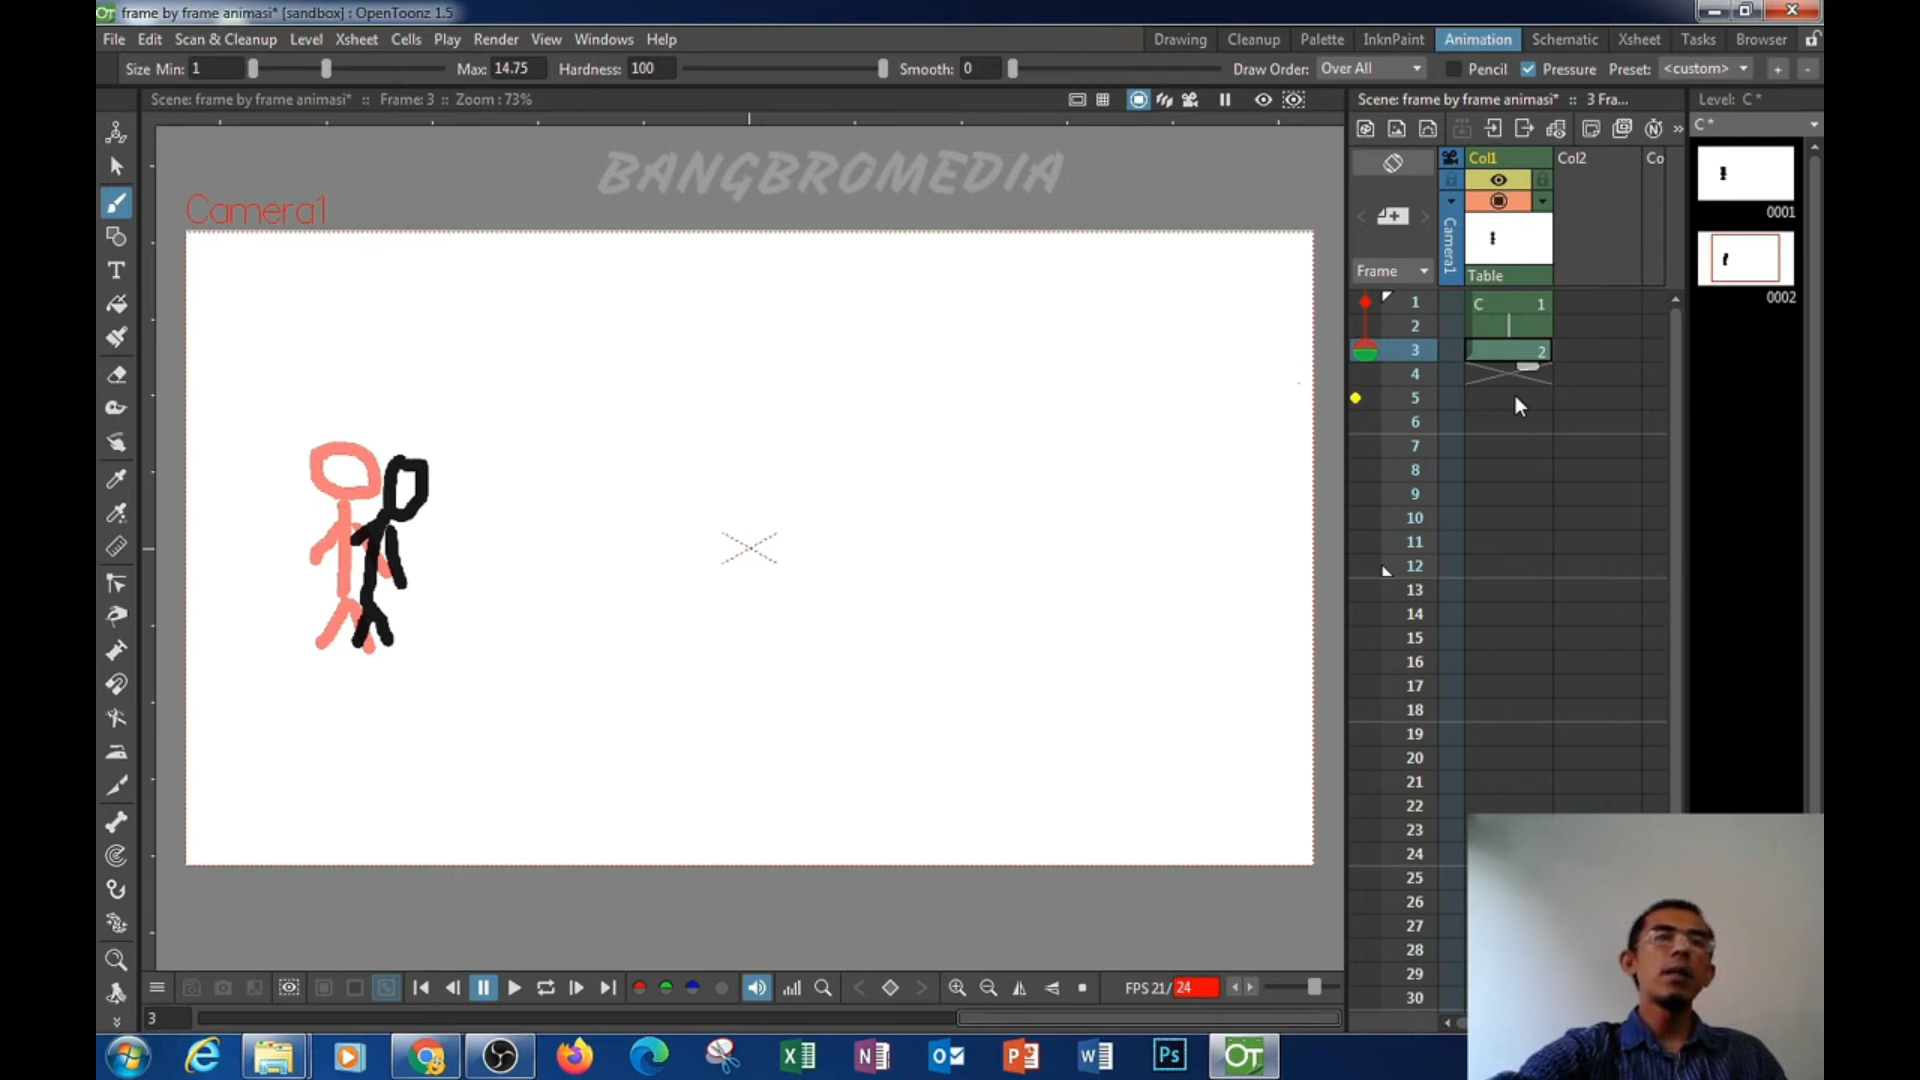 frame by frame animasi* [sandbox] : OpenToonz 1.5
File Edit Scan & Cleanup Level Xsheet Cells Play Render View Windows Help Drawing Cleanup Palette InknPaint Animation Schematic Xsheet Tasks Browser
Size Min: 1 Max: 14.75 Hardness: 100 Smooth: 0 Draw Order: Over All Pencil Pressure Preset: <custom>
Scene: frame by frame animasi* :: Frame: 3 :: Zoom : 73% Scene: frame by frame animasi* :: 3 Fra... Level: C *
C *
BANGBROMEDIA
Camera1
Col1 Col2 Co
Camera1
Table
Frame
0001
0002
1 C 1
2
3 2
4
5
6
7
8
9
10
11
12
13
14
15
16
17
18
19
20
21
22
23
24
25
26
27
28
29
30
FPS 21/ 24
3